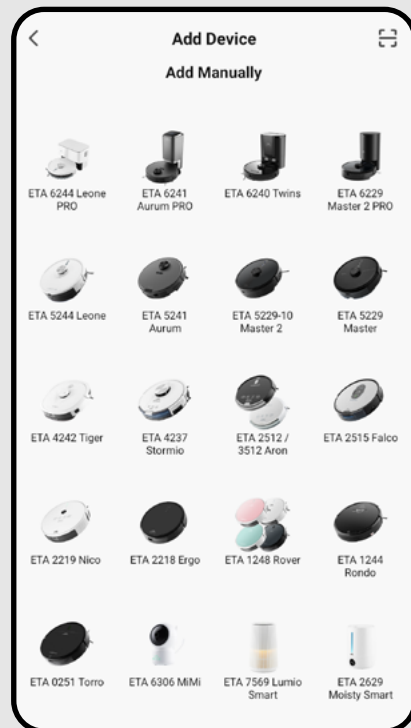 Add Device
Add Manually
ETA 6244 Leone
PRO
ETA 6241
Aurum PRO
ETA 6240 Twins
ETA 6229
Master 2 PRO
ETA 5244 Leone
ETA 5241
Aurum
ETA 5229-10
Master 2
ETA 5229
Master
ETA 4242 Tiger
ETA 4237
Stormio
ETA 2512 /
3512 Aron
ETA 2515 Falco
ETA 2219 Nico
ETA 2218 Ergo
ETA 1248 Rover
ETA 1244
Rondo
ETA 0251 Torro
ETA 6306 MiMi
ETA 7569 Lumio
Smart
ETA 2629
Moisty Smart